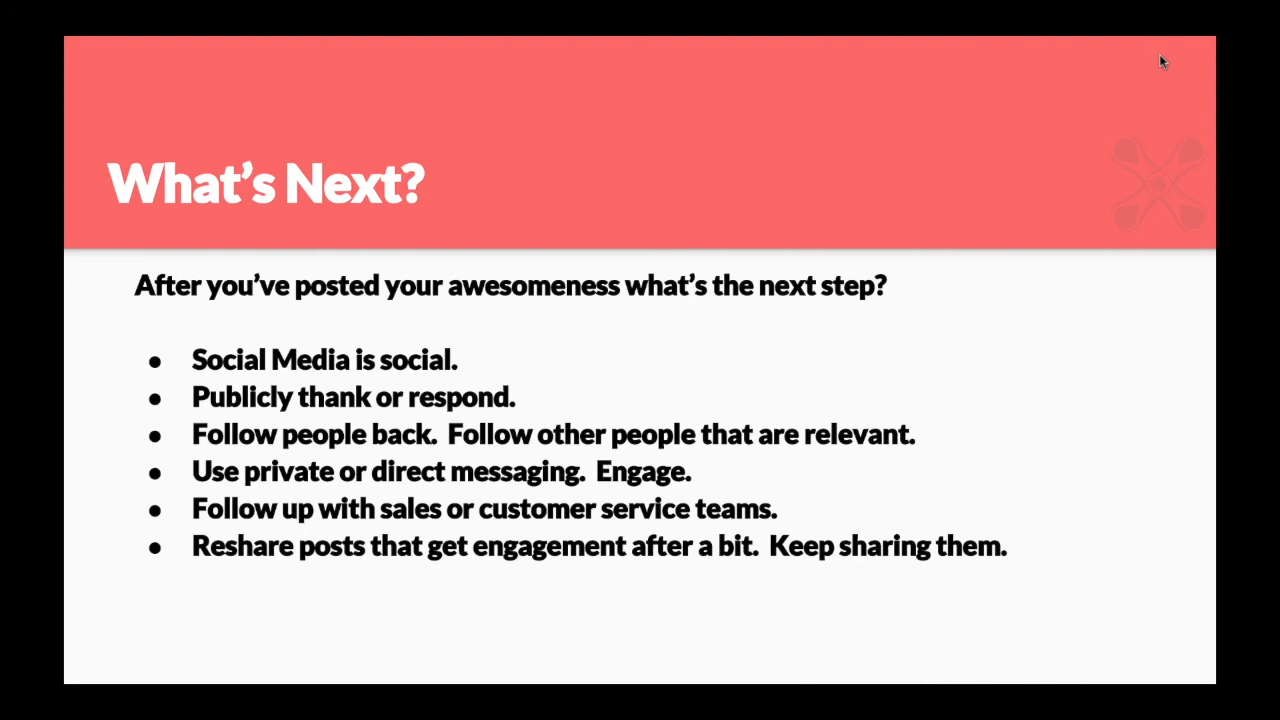 What's Next?
After you've posted your awesomeness what's the next step?
● Social Media is social.
● Publicly thank or respond.
● Follow people back.  Follow other people that are relevant.
● Use private or direct messaging.  Engage.
● Follow up with sales or customer service teams.
● Reshare posts that get engagement after a bit.  Keep sharing them.